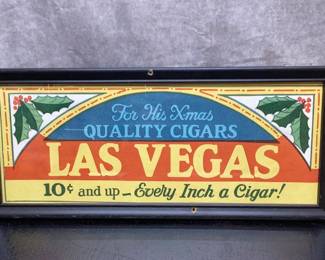 For His Xmas
QUALITY CIGARS
LAS VEGAS
10¢ and up — Every Inch a Cigar!